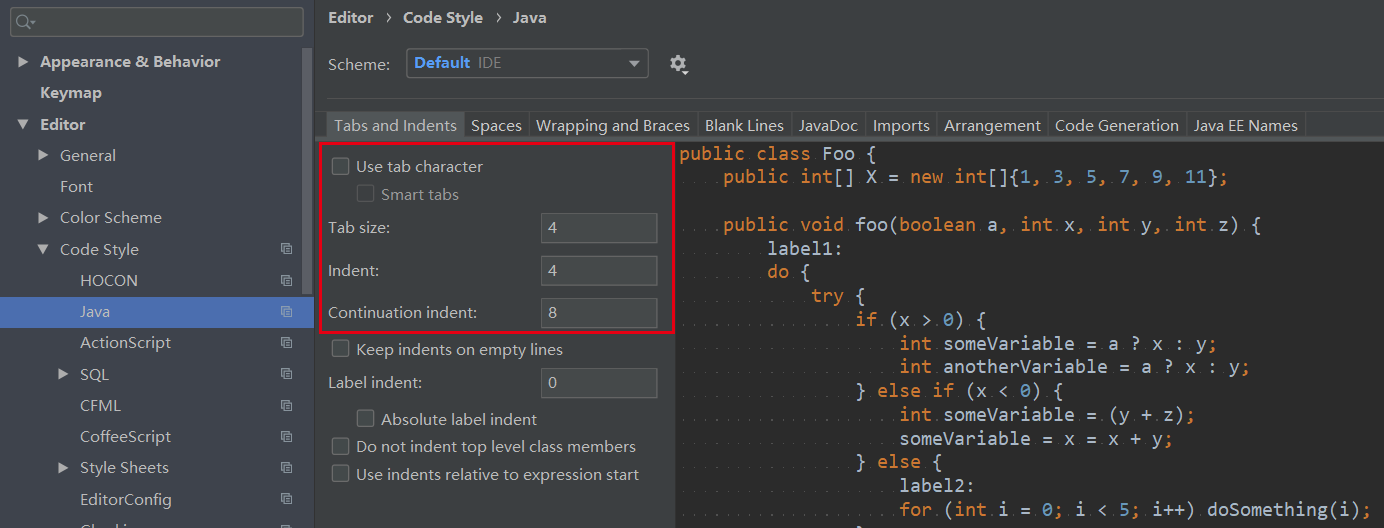 Editor › Code Style › Java
Scheme: Default IDE
Appearance & Behavior
Keymap
Editor
General
Font
Color Scheme
Code Style
HOCON
Java
ActionScript
SQL
CFML
CoffeeScript
Style Sheets
EditorConfig
Tabs and Indents Spaces Wrapping and Braces Blank Lines JavaDoc Imports Arrangement Code Generation Java EE Names
Use tab character
Smart tabs
Tab size: 4
Indent: 4
Continuation indent: 8
Keep indents on empty lines
Label indent: 0
Absolute label indent
Do not indent top level class members
Use indents relative to expression start
public class Foo {
    public int[] X = new int[]{1, 3, 5, 7, 9, 11};
    public void foo(boolean a, int x, int y, int z) {
        label1:
        do {
            try {
                if (x > 0) {
                    int someVariable = a ? x : y;
                    int anotherVariable = a ? x : y;
                } else if (x < 0) {
                    int someVariable = (y + z);
                    someVariable = x = x + y;
                } else {
                    label2:
                    for (int i = 0; i < 5; i++) doSomething(i);